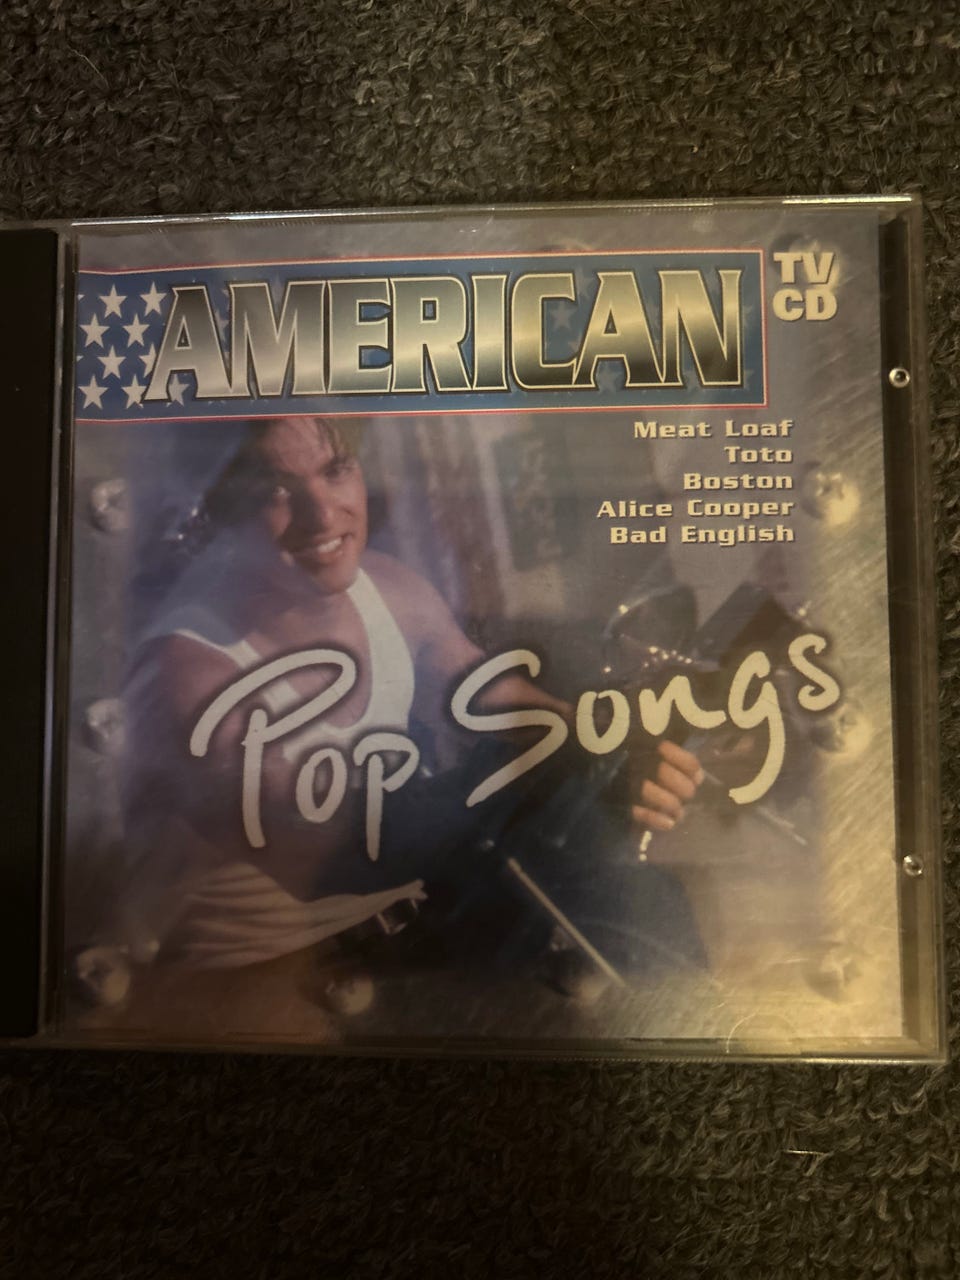 AMERICAN
TV
CD
Meat Loaf
Toto
Boston
Alice Cooper
Bad English
Pop Songs